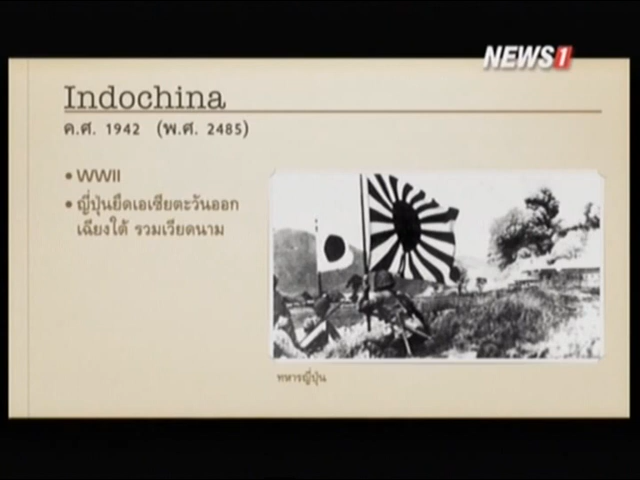 NEWS1
Indochina
ค.ศ. 1942 (พ.ศ. 2485)
• WWII
• ญี่ปุ่นยึดเอเซียตะวันออก
เฉียงใต้ รวมเวียดนาม
ทหารญี่ปุ่น